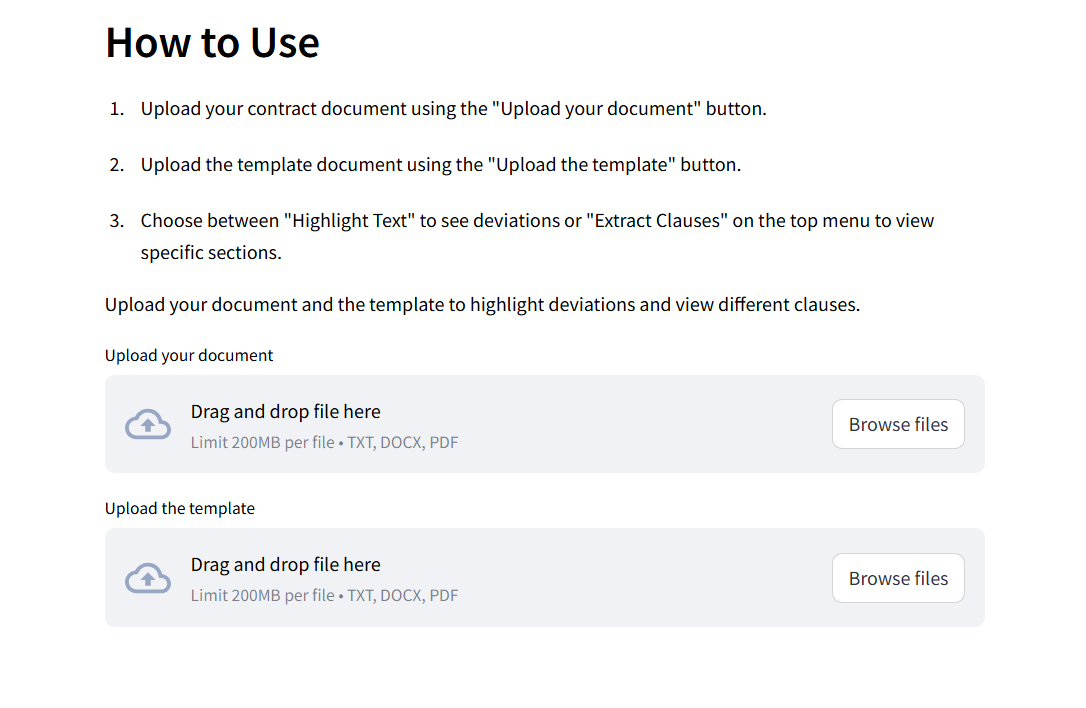 How to Use
1. Upload your contract document using the "Upload your document" button.
2. Upload the template document using the "Upload the template" button.
3. Choose between "Highlight Text" to see deviations or "Extract Clauses" on the top menu to view
specific sections.
Upload your document and the template to highlight deviations and view different clauses.
Upload your document
Drag and drop file here
Limit 200MB per file • TXT, DOCX, PDF
Browse files
Upload the template
Drag and drop file here
Limit 200MB per file • TXT, DOCX, PDF
Browse files